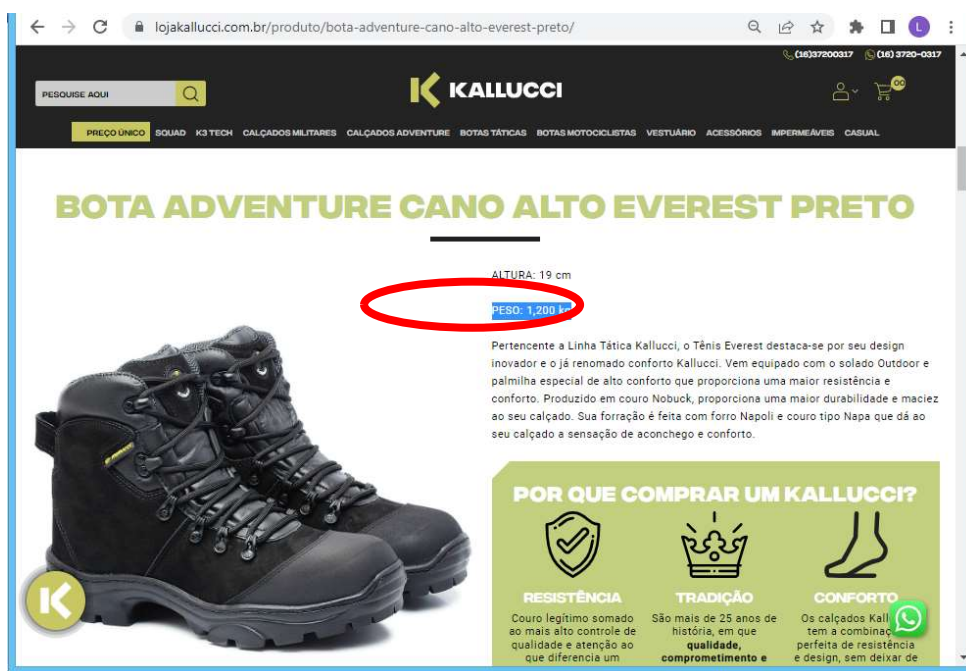 lojakallucci.com.br/produto/bota-adventure-cano-alto-everest-preto/
L
(16)37200317 (16) 3720-0317
PESQUISE AQUI
KALLUCCI
00
PREÇO ÚNICO SQUAD K3 TECH CALÇADOS MILITARES CALÇADOS ADVENTURE BOTAS TÁTICAS BOTAS MOTOCICLISTAS VESTUÁRIO ACESSÓRIOS IMPERMEÁVEIS CASUAL
BOTA ADVENTURE CANO ALTO EVEREST PRETO
ALTURA: 19 cm
PESO: 1,200 kg
Pertencente a Linha Tática Kallucci, o Tênis Everest destaca-se por seu design
inovador e o já renomado conforto Kallucci. Vem equipado com o solado Outdoor e
palmilha especial de alto conforto que proporciona uma maior resistência e
conforto. Produzido em couro Nobuck, proporciona uma maior durabilidade e maciez
ao seu calçado. Sua forração é feita com forro Napoli e couro tipo Napa que dá ao
seu calçado a sensação de aconchego e conforto.
POR QUE COMPRAR UM KALLUCCI?
RESISTÊNCIA
Couro legítimo somado
ao mais alto controle de
qualidade e atenção ao
que diferencia um
TRADIÇÃO
São mais de 25 anos de
história, em que
qualidade,
comprometimento e
CONFORTO
Os calçados Kall
tem a combinaç
perfeita de resistência
e design, sem deixar de